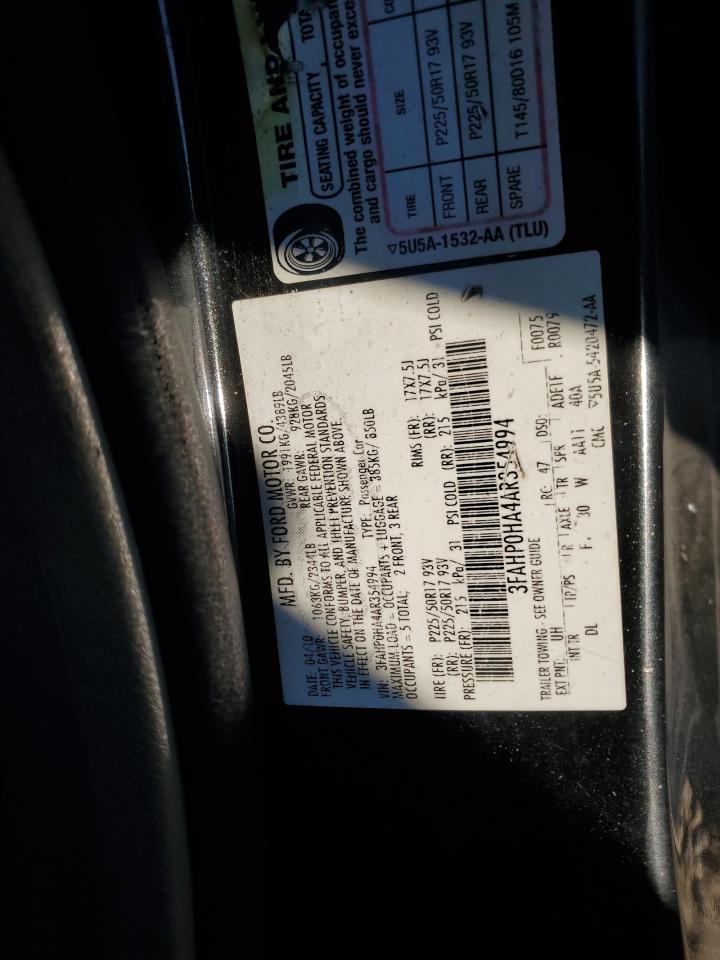 TIRE AND
SEATING CAPACITY
The combined weight of occupan
and cargo should never exce
TIRE SIZE
FRONT P225/50R17 93V
REAR P225/50R17 93V
SPARE T145/80D16 105M
5U5A-1532-AA (TLU)
MFD. BY FORD MOTOR CO.
DATE: 04/10 GVWR: 1991KG/4389LB
FRONT GAWR: 1063KG/2344LB REAR GAWR: 928KG/2045LB
THIS VEHICLE CONFORMS TO ALL APPLICABLE FEDERAL MOTOR
VEHICLE SAFETY, BUMPER, AND THEFT PREVENTION STANDARDS
IN EFFECT ON THE DATE OF MANUFACTURE SHOWN ABOVE.
VIN: 3FAHP0HA4AR354994 TYPE: Passenger Car
MAXIMUM LOAD = OCCUPANTS + LUGGAGE = 385KG/ 850LB
OCCUPANTS = 5 TOTAL; 2 FRONT, 3 REAR
TIRE (FR): P225/50R17 93V RIMS (FR): 17X7.5J
(RR): P225/50R17 93V (RR): 17X7.5J
PRESSURE (FR): 215 kPa/ 31 PSI COLD (RR): 215 kPa/ 31 PSI COLD
3FAHP0HA4AR354994
TRAILER TOWING - SEE OWNER GUIDE
EXT PNT: UH RC: 47 DSO: F0075
INT TR TP/PS R AXLE TR SPR ADE1F R0079
DL F. 30 W AA11 40A
CMC 5U5A 5420472-AA